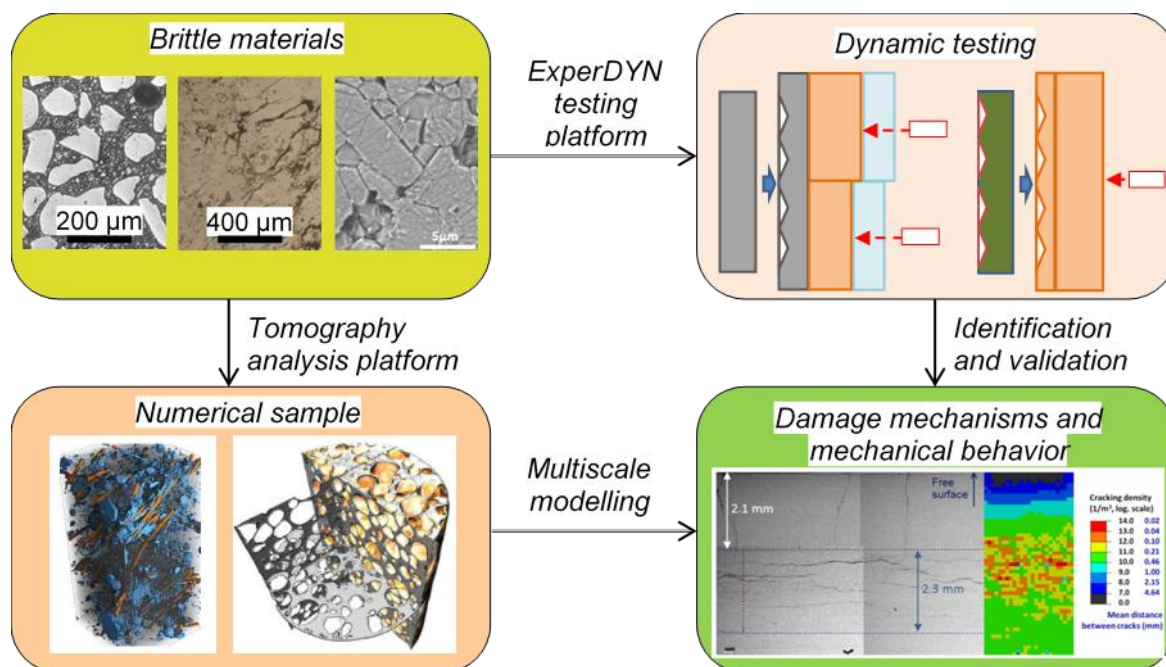 Brittle materials
200 µm
400 µm
5µm
ExperDYN
testing
platform
Dynamic testing
Tomography
analysis platform
Identification
and validation
Numerical sample
Multiscale
modelling
Damage mechanisms and
mechanical behavior
2.1 mm
2.3 mm
Free
surface
Cracking density
(1/m³, log. scale)
14.0 0.02
13.0 0.04
12.0 0.10
11.0 0.21
10.0 0.46
9.0 1.00
8.0 2.15
7.0 4.64
0.0
Mean distance
between cracks (mm)